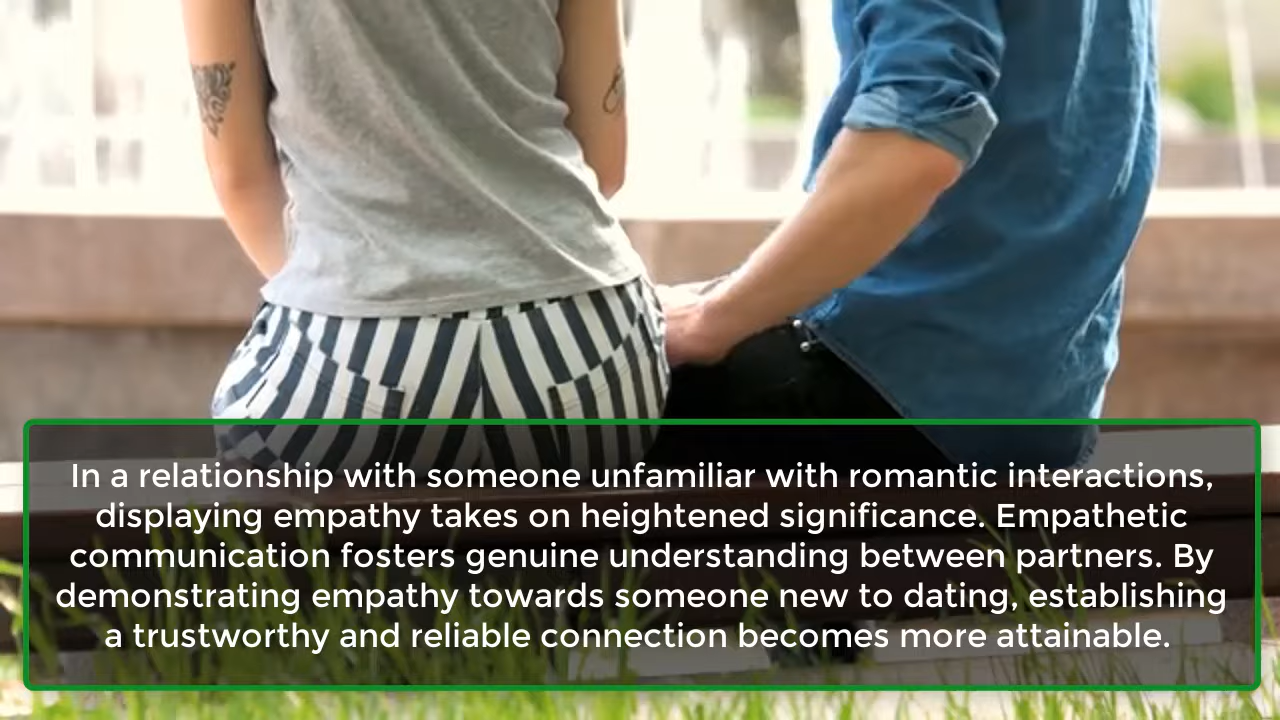 In a relationship with someone unfamiliar with romantic interactions,
displaying empathy takes on heightened significance. Empathetic
communication fosters genuine understanding between partners. By
demonstrating empathy towards someone new to dating, establishing
a trustworthy and reliable connection becomes more attainable.